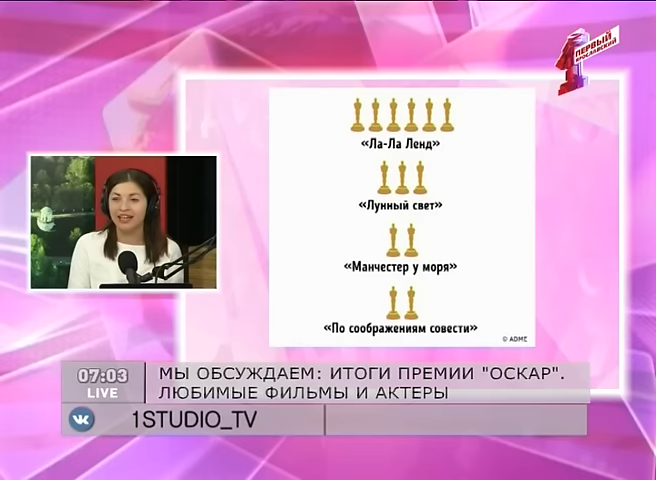 ПЕРВЫЙ
ЯРОСЛАВСКИЙ
«Ла-Ла Ленд»
«Лунный свет»
«Манчестер у моря»
«По соображениям совести»
© ADME
07:03
LIVE
МЫ ОБСУЖДАЕМ: ИТОГИ ПРЕМИИ "ОСКАР".
ЛЮБИМЫЕ ФИЛЬМЫ И АКТЕРЫ
1STUDIO_TV